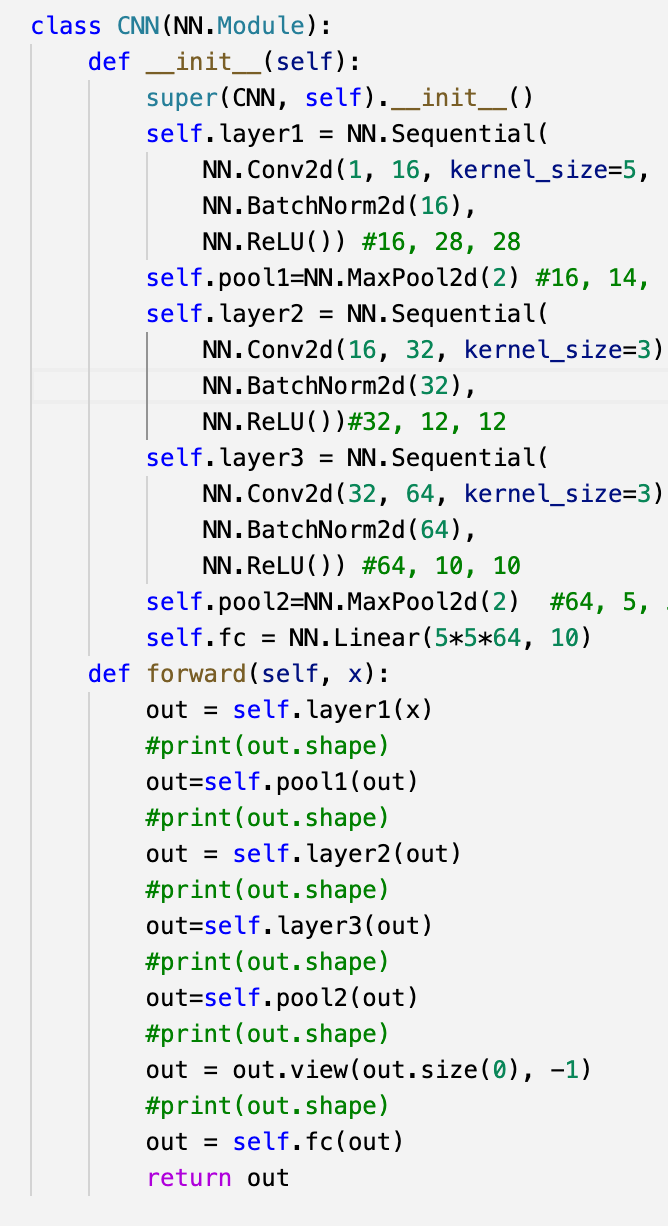 class CNN(NN.Module):
    def __init__(self):
        super(CNN, self).__init__()
        self.layer1 = NN.Sequential(
            NN.Conv2d(1, 16, kernel_size=5,
            NN.BatchNorm2d(16),
            NN.ReLU()) #16, 28, 28
        self.pool1=NN.MaxPool2d(2) #16, 14,
        self.layer2 = NN.Sequential(
            NN.Conv2d(16, 32, kernel_size=3)
            NN.BatchNorm2d(32),
            NN.ReLU())#32, 12, 12
        self.layer3 = NN.Sequential(
            NN.Conv2d(32, 64, kernel_size=3)
            NN.BatchNorm2d(64),
            NN.ReLU()) #64, 10, 10
        self.pool2=NN.MaxPool2d(2)  #64, 5,
        self.fc = NN.Linear(5*5*64, 10)
    def forward(self, x):
        out = self.layer1(x)
        #print(out.shape)
        out=self.pool1(out)
        #print(out.shape)
        out = self.layer2(out)
        #print(out.shape)
        out=self.layer3(out)
        #print(out.shape)
        out=self.pool2(out)
        #print(out.shape)
        out = out.view(out.size(0), -1)
        #print(out.shape)
        out = self.fc(out)
        return out